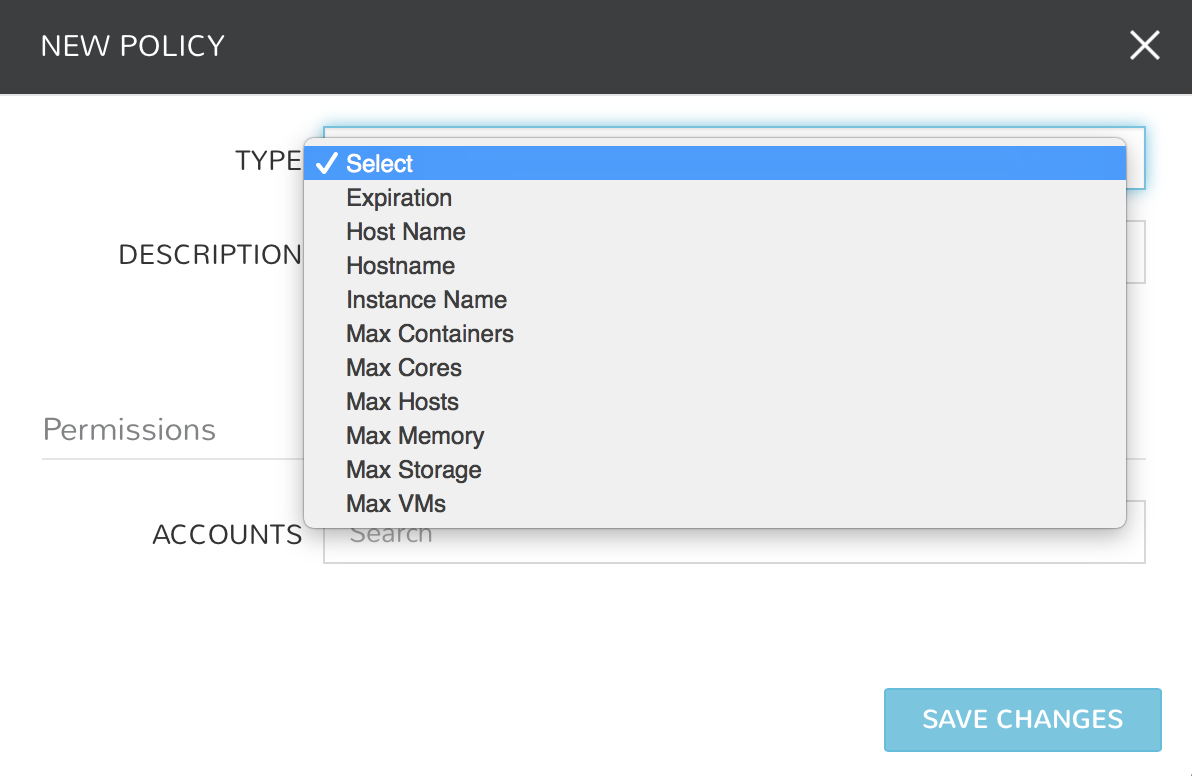 NEW POLICY
TYPE
Select
Expiration
Host Name
DESCRIPTION
Hostname
Instance Name
Max Containers
Max Cores
Max Hosts
Permissions
Max Memory
Max Storage
Max VMs
ACCOUNTS
Search
SAVE CHANGES